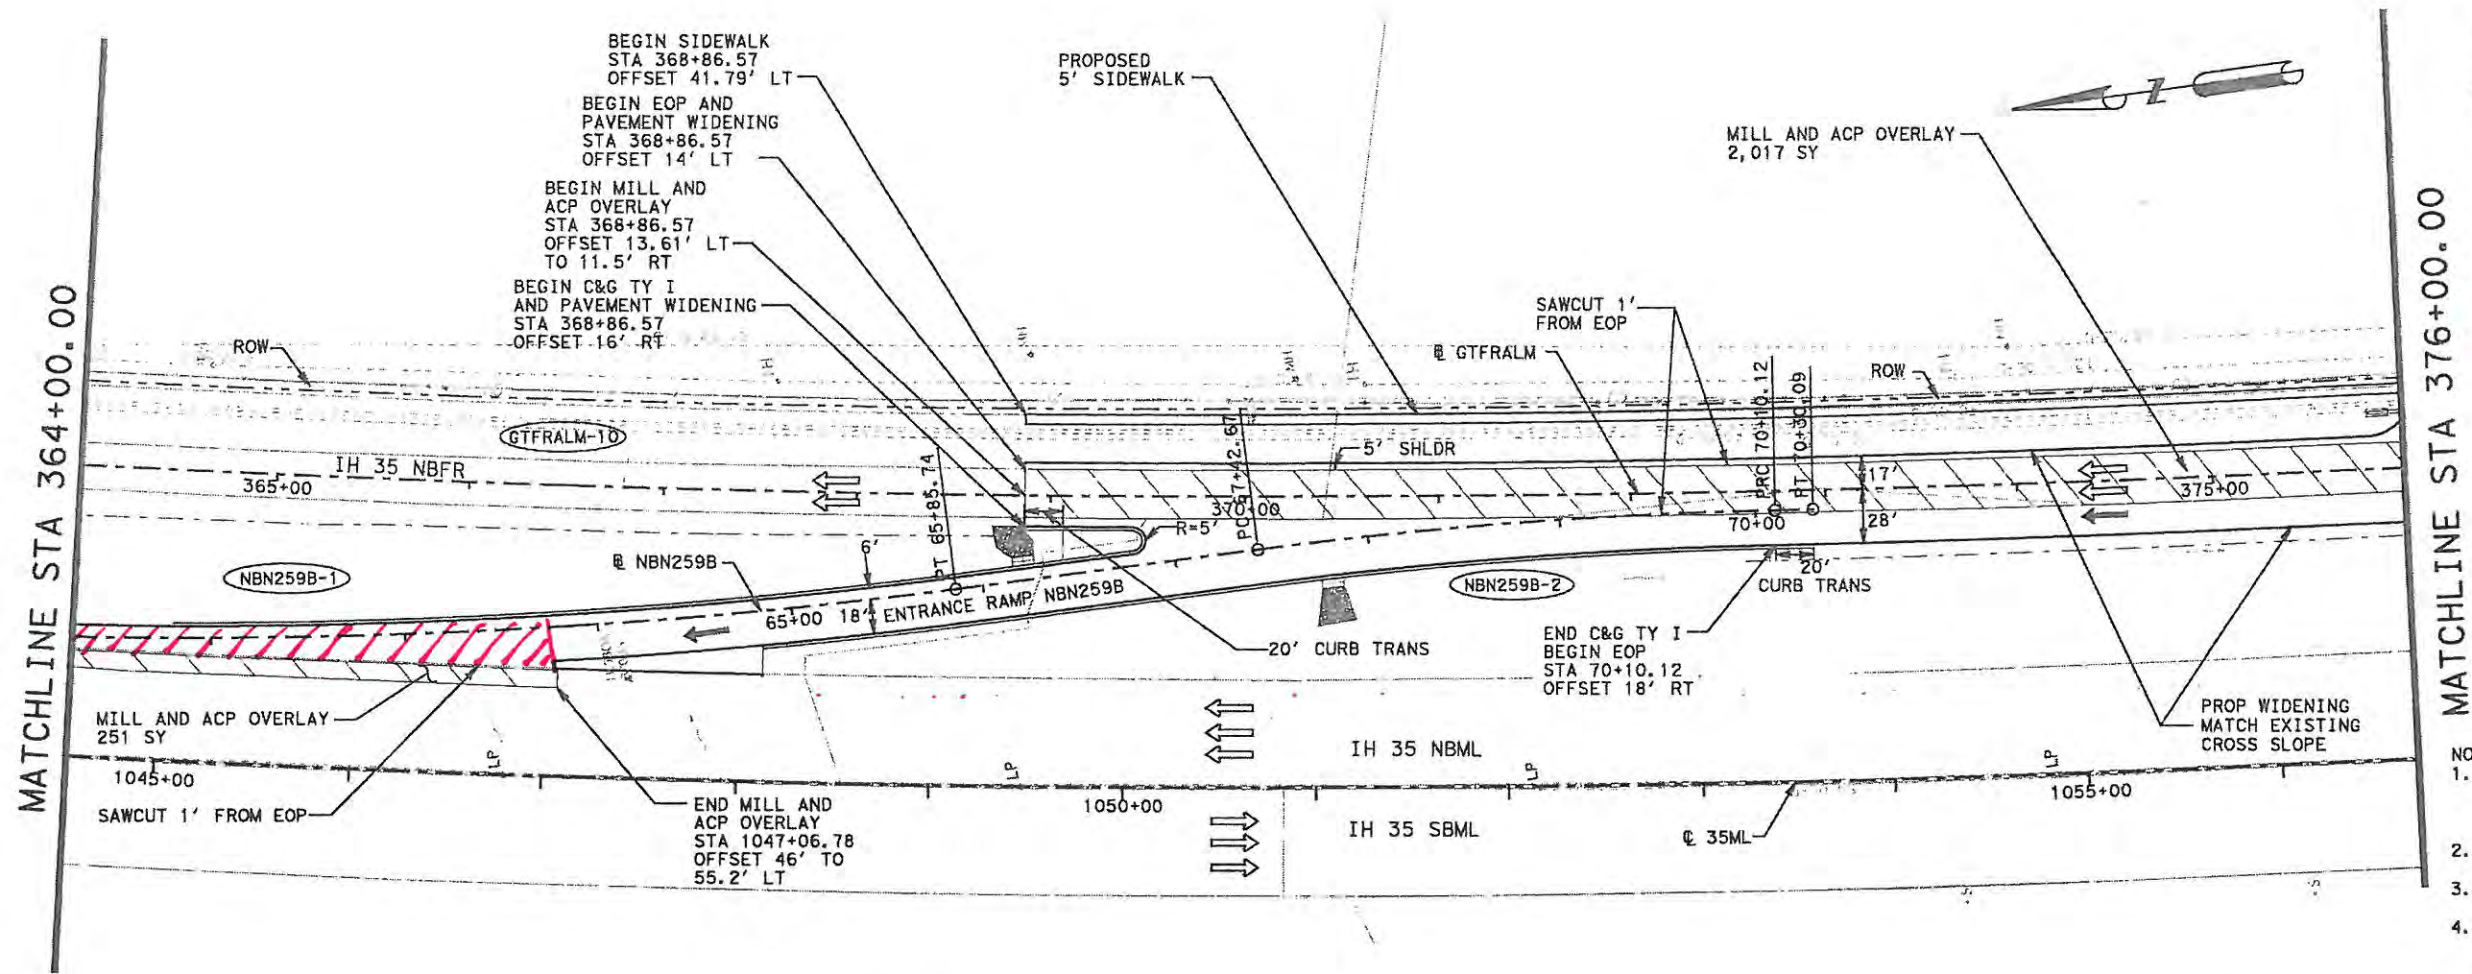 BEGIN SIDEWALK
STA 368+86.57
OFFSET 41.79' LT
BEGIN EOP AND
PAVEMENT WIDENING
STA 368+86.57
OFFSET 14' LT
BEGIN MILL AND
ACP OVERLAY
STA 368+86.57
OFFSET 13.61' LT
TO 11.5' RT
BEGIN C&G TY I
AND PAVEMENT WIDENING
STA 368+86.57
OFFSET 16' RT
PROPOSED
5' SIDEWALK
Z
MILL AND ACP OVERLAY
2,017 SY
SAWCUT 1'
FROM EOP
℄ GTFRALM
ROW
ROW
MATCHLINE STA 364+00.00
MATCHLINE STA 376+00.00
GTFRALM-10
IH 35 NBFR
365+00
370+00
375+00
5' SHLDR
PT 65+85.74
PC 67+42.67
PRC 70+10.12
PT 70+30.09
17'
28'
70+00
R=5'
6'
℄ NBN259B
NBN259B-1
NBN259B-2
65+00
18'
ENTRANCE RAMP NBN259B
20'
CURB TRANS
20' CURB TRANS
END C&G TY I
BEGIN EOP
STA 70+10.12
OFFSET 18' RT
PROP WIDENING
MATCH EXISTING
CROSS SLOPE
MILL AND ACP OVERLAY
251 SY
SAWCUT 1' FROM EOP
END MILL AND
ACP OVERLAY
STA 1047+06.78
OFFSET 46' TO
55.2' LT
LP
LP
LP
LP
1045+00
1050+00
1055+00
IH 35 NBML
IH 35 SBML
℄ 35ML
NO
1.
2.
3.
4.